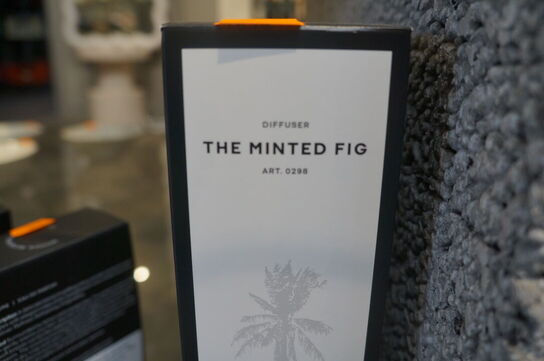 DIFFUSER
THE MINTED FIG
ART. 0298